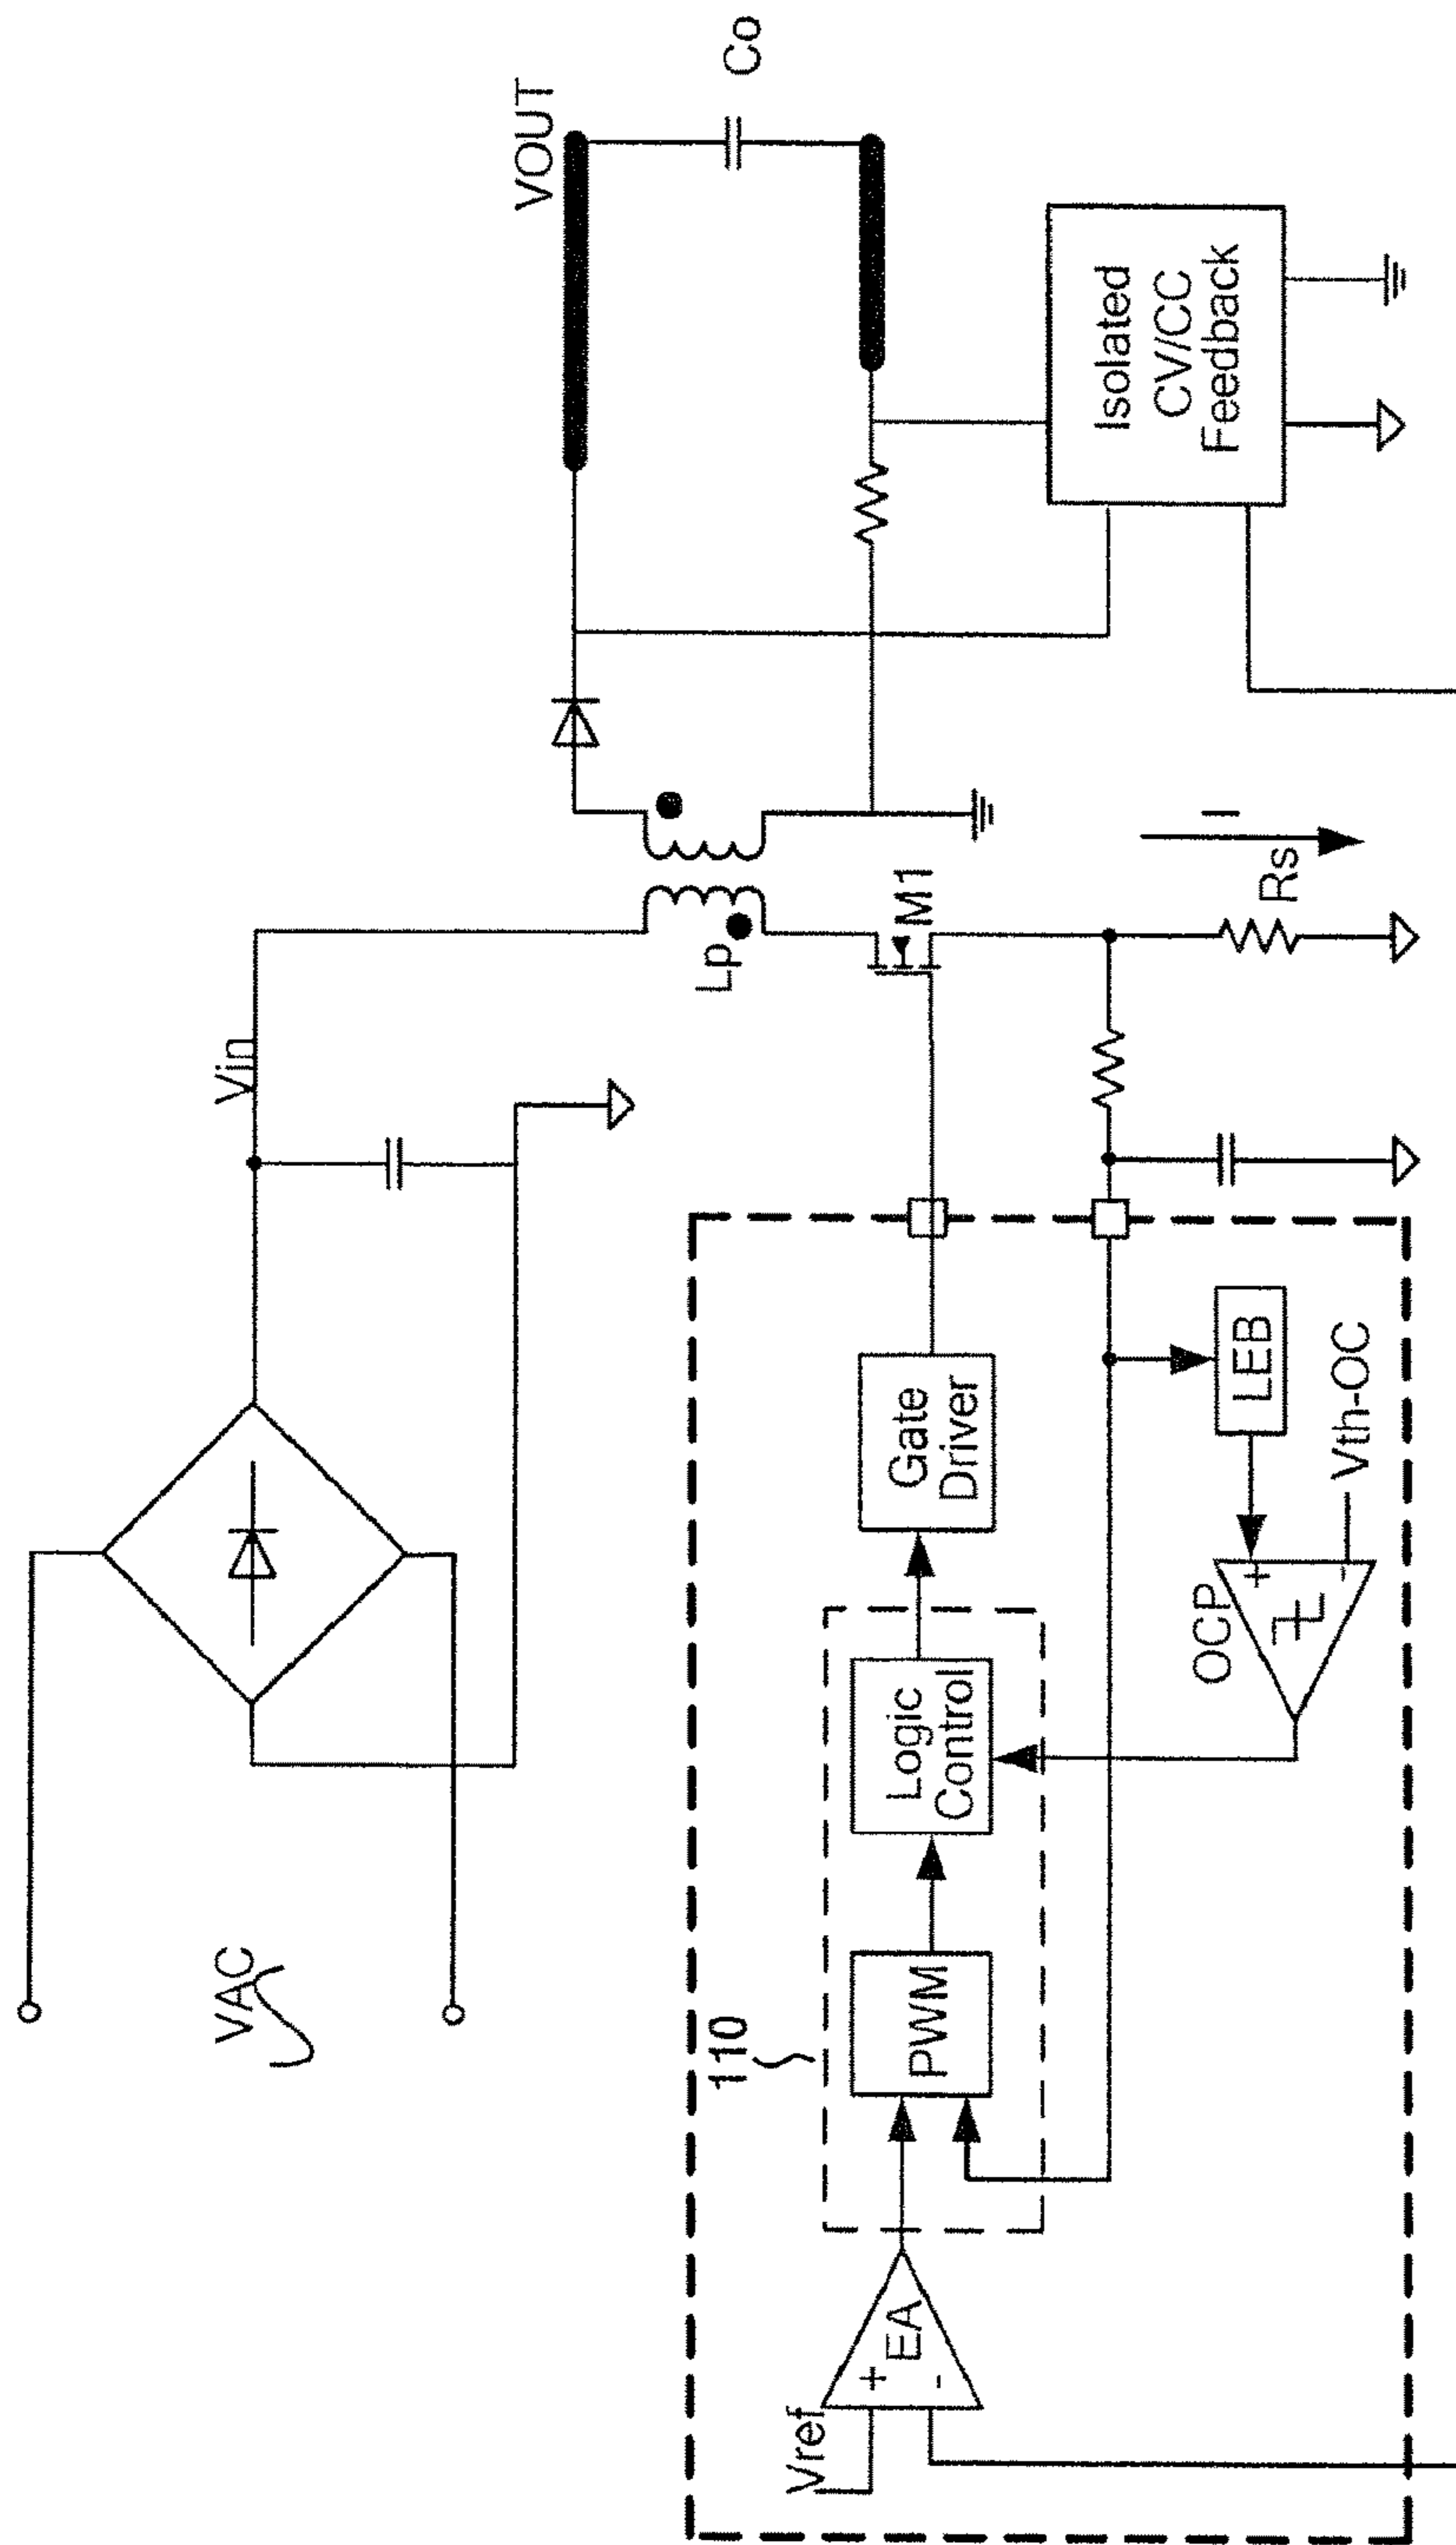 VAC
Vin
VOUT
Co
Lp
M1
Isolated
CV/CC
Feedback
110
Vref
+
-
EA
PWM
Logic
Control
Gate
Driver
OCP
+
-
LEB
Vth-OC
Rs
I